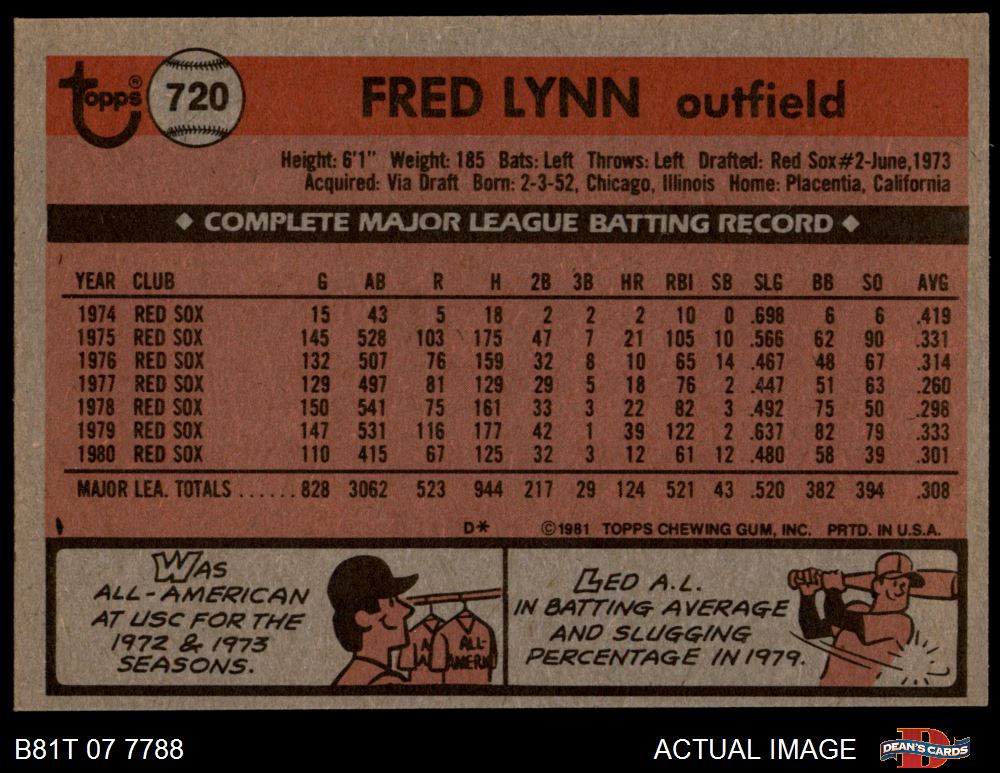 topps® 720 FRED LYNN outfield
Height: 6'1" Weight: 185 Bats: Left Throws: Left Drafted: Red Sox#2-June,1973
Acquired: Via Draft Born: 2-3-52, Chicago, Illinois Home: Placentia, California
◆ COMPLETE MAJOR LEAGUE BATTING RECORD ◆
YEAR CLUB G AB R H 2B 3B HR RBI SB SLG BB SO AVG
1974 RED SOX 15 43 5 18 2 2 2 10 0 .698 6 6 .419
1975 RED SOX 145 528 103 175 47 7 21 105 10 .566 62 90 .331
1976 RED SOX 132 507 76 159 32 8 10 65 14 .467 48 67 .314
1977 RED SOX 129 497 81 129 29 5 18 76 2 .447 51 63 .260
1978 RED SOX 150 541 75 161 33 3 22 82 3 .492 75 50 .298
1979 RED SOX 147 531 116 177 42 1 39 122 2 .637 82 79 .333
1980 RED SOX 110 415 67 125 32 3 12 61 12 .480 58 39 .301
MAJOR LEA. TOTALS ...... 828 3062 523 944 217 29 124 521 43 .520 382 394 .308
D* ©1981 TOPPS CHEWING GUM, INC. PRTD. IN U.S.A.
WAS
ALL-AMERICAN
AT USC FOR THE
1972 & 1973
SEASONS.
ALL-
AMERI
LED A.L.
IN BATTING AVERAGE
AND SLUGGING
PERCENTAGE IN 1979.
B81T 07 7788 ACTUAL IMAGE DEAN'S CARDS